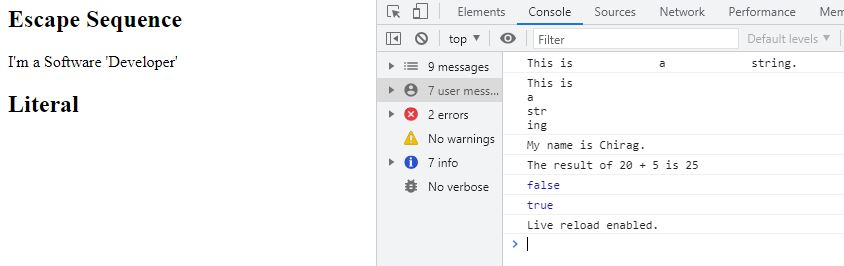 Escape Sequence
I'm a Software 'Developer'
Literal
Elements Console Sources Network Performance Mem
top Filter Default levels
9 messages
7 user mess...
2 errors
No warnings
7 info
No verbose
This is a string.
This is
a
str
ing
My name is Chirag.
The result of 20 + 5 is 25
false
true
Live reload enabled.
>